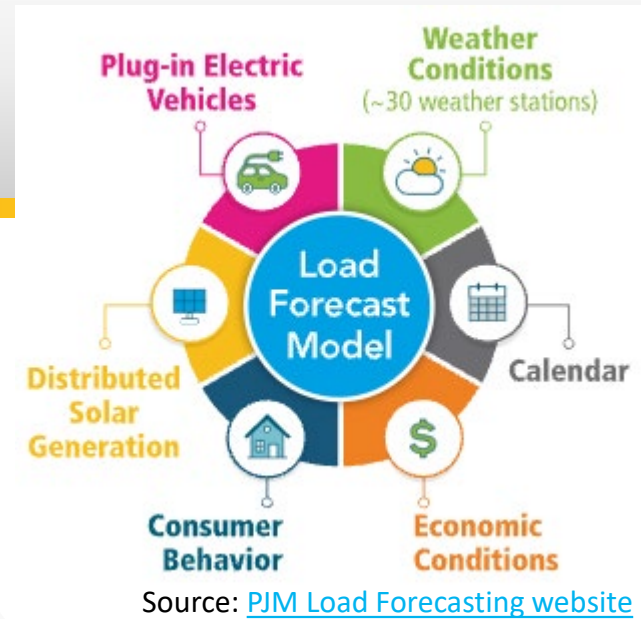 Plug-in Electric
Vehicles
Weather
Conditions
(~30 weather stations)
Load
Forecast
Model
Calendar
Distributed
Solar
Generation
$
Consumer
Behavior
Economic
Conditions
Source: PJM Load Forecasting website